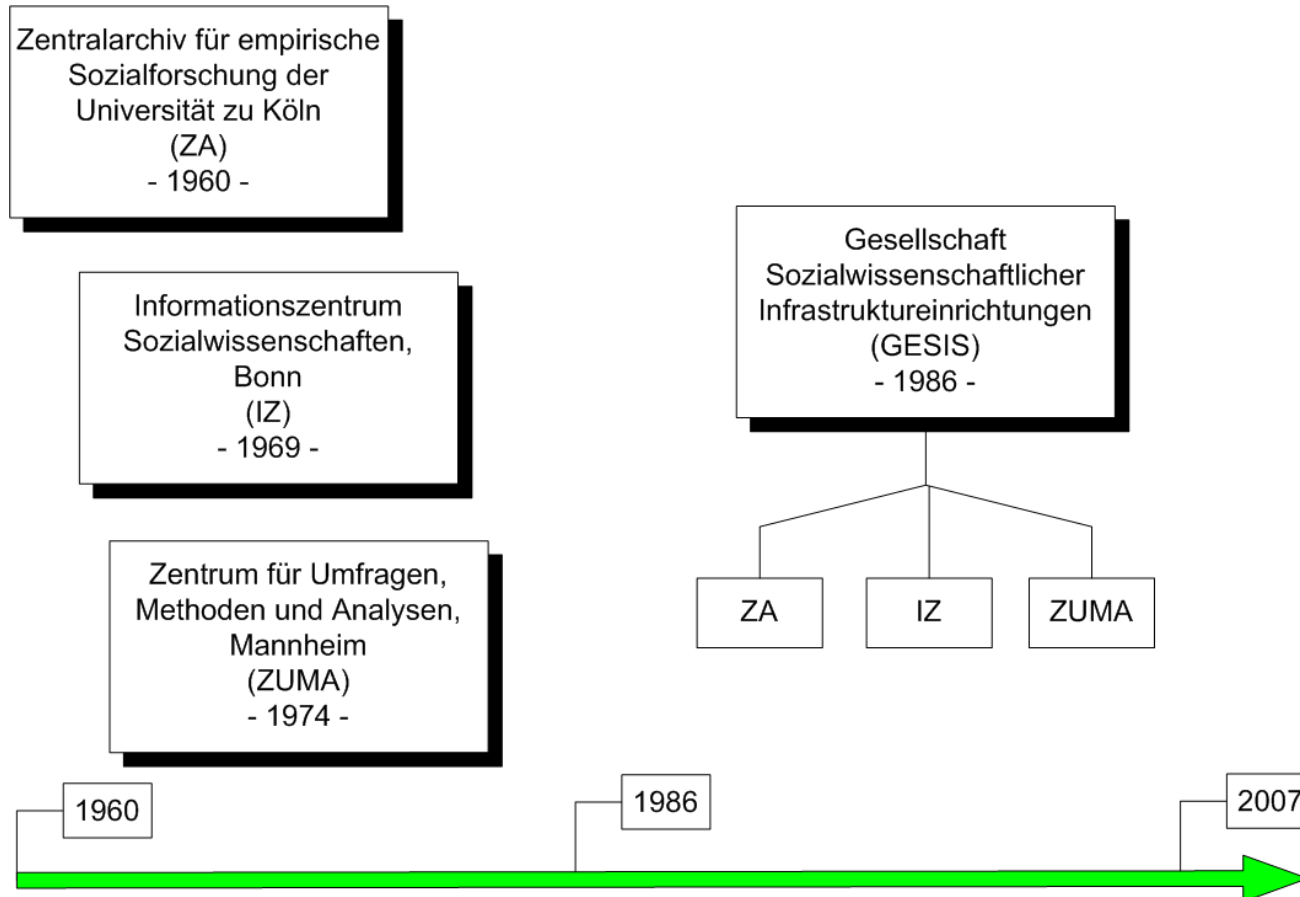 Zentralarchiv für empirische
Sozialforschung der
Universität zu Köln
(ZA)
- 1960 -
Informationszentrum
Sozialwissenschaften,
Bonn
(IZ)
- 1969 -
Zentrum für Umfragen,
Methoden und Analysen,
Mannheim
(ZUMA)
- 1974 -
Gesellschaft
Sozialwissenschaftlicher
Infrastruktureinrichtungen
(GESIS)
- 1986 -
ZA
IZ
ZUMA
1960
1986
2007